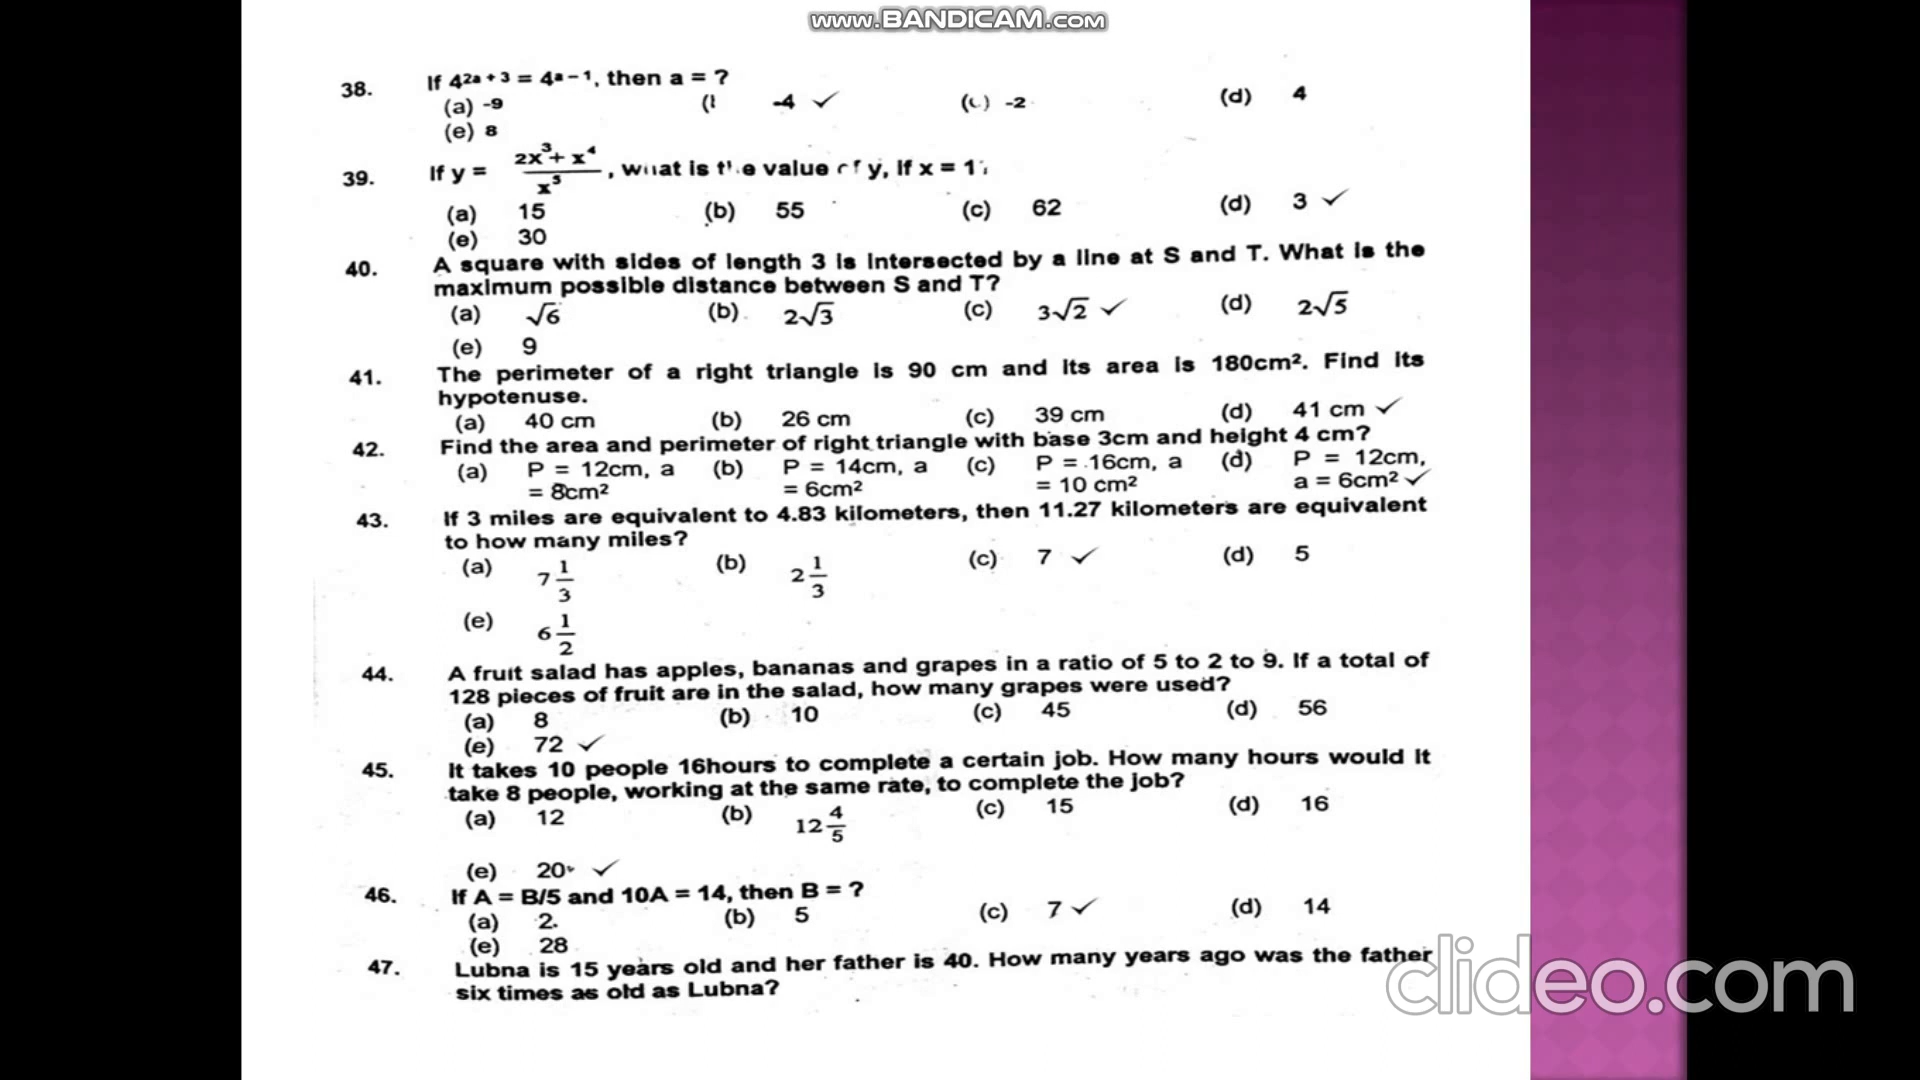 www.BANDICAM.com
38. If 4^(2a + 3) = 4^(a – 1), then a = ?
(a) -9 (b -4 ✓ (c) -2 (d) 4
(e) 8
39. If y = (2x³ + x⁴)/x⁵, what is the value of y, if x = 1?
(a) 15 (b) 55 (c) 62 (d) 3 ✓
(e) 30
40. A square with sides of length 3 is intersected by a line at S and T. What is the
maximum possible distance between S and T?
(a) √6 (b) 2√3 (c) 3√2 ✓ (d) 2√5
(e) 9
41. The perimeter of a right triangle is 90 cm and its area is 180cm². Find its
hypotenuse.
(a) 40 cm (b) 26 cm (c) 39 cm (d) 41 cm ✓
42. Find the area and perimeter of right triangle with base 3cm and height 4 cm?
(a) P = 12cm, a (b) P = 14cm, a (c) P = 16cm, a (d) P = 12cm,
= 8cm² = 6cm² = 10 cm² a = 6cm² ✓
43. If 3 miles are equivalent to 4.83 kilometers, then 11.27 kilometers are equivalent
to how many miles?
(a) 7 1/3 (b) 2 1/3 (c) 7 ✓ (d) 5
(e) 6 1/2
44. A fruit salad has apples, bananas and grapes in a ratio of 5 to 2 to 9. If a total of
128 pieces of fruit are in the salad, how many grapes were used?
(a) 8 (b) 10 (c) 45 (d) 56
(e) 72 ✓
45. It takes 10 people 16hours to complete a certain job. How many hours would it
take 8 people, working at the same rate, to complete the job?
(a) 12 (b) 12 4/5 (c) 15 (d) 16
(e) 20 ✓
46. If A = B/5 and 10A = 14, then B = ?
(a) 2. (b) 5 (c) 7 ✓ (d) 14
(e) 28
47. Lubna is 15 years old and her father is 40. How many years ago was the father
six times as old as Lubna?
clideo.com